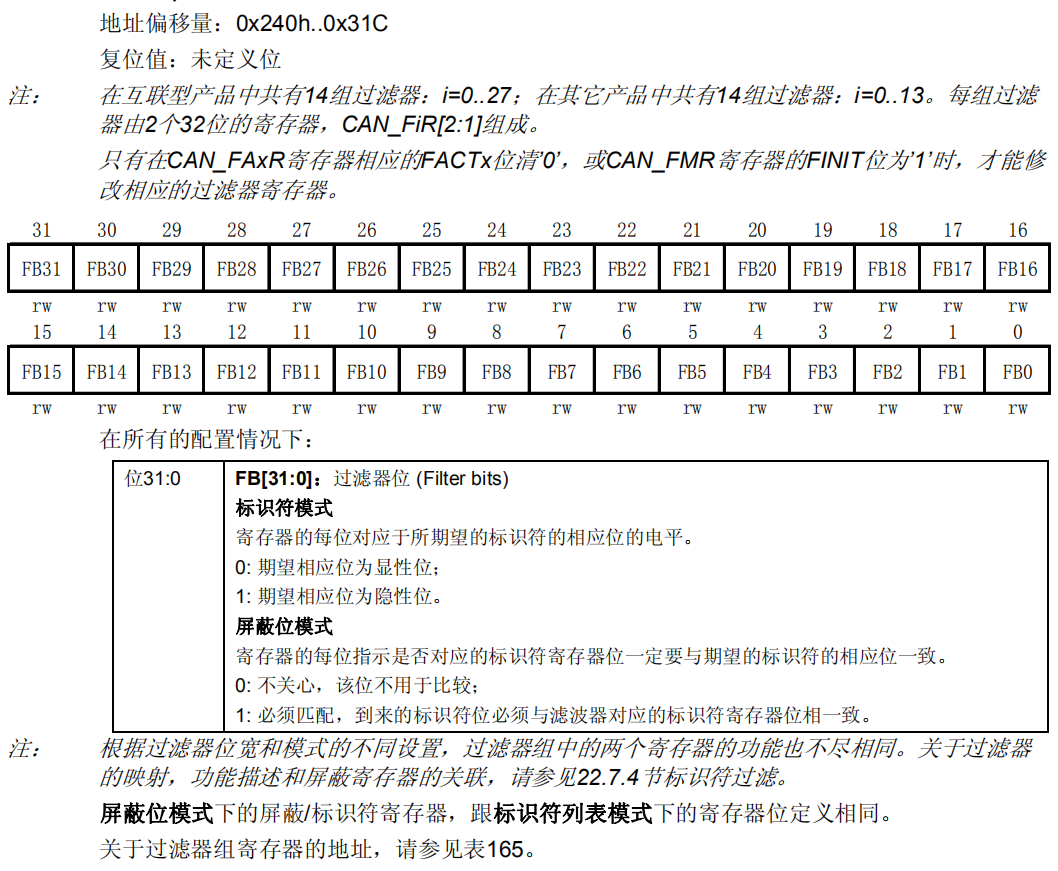 地址偏移量：0x240h..0x31C
复位值：未定义位
注： 在互联型产品中共有14组过滤器：i=0..27；在其它产品中共有14组过滤器：i=0..13。每组过滤
器由2个32位的寄存器，CAN_FiR[2:1]组成。
只有在CAN_FAxR寄存器相应的FACTx位清’0’，或CAN_FMR寄存器的FINIT位为’1’时，才能修
改相应的过滤器寄存器。
31 30 29 28 27 26 25 24 23 22 21 20 19 18 17 16
FB31 FB30 FB29 FB28 FB27 FB26 FB25 FB24 FB23 FB22 FB21 FB20 FB19 FB18 FB17 FB16
rw rw rw rw rw rw rw rw rw rw rw rw rw rw rw rw
15 14 13 12 11 10 9 8 7 6 5 4 3 2 1 0
FB15 FB14 FB13 FB12 FB11 FB10 FB9 FB8 FB7 FB6 FB5 FB4 FB3 FB2 FB1 FB0
rw rw rw rw rw rw rw rw rw rw rw rw rw rw rw rw
在所有的配置情况下：
位31:0 FB[31:0]：过滤器位 (Filter bits)
标识符模式
寄存器的每位对应于所期望的标识符的相应位的电平。
0: 期望相应位为显性位；
1: 期望相应位为隐性位。
屏蔽位模式
寄存器的每位指示是否对应的标识符寄存器位一定要与期望的标识符的相应位一致。
0: 不关心，该位不用于比较；
1: 必须匹配，到来的标识符位必须与滤波器对应的标识符寄存器位相一致。
注： 根据过滤器位宽和模式的不同设置，过滤器组中的两个寄存器的功能也不尽相同。关于过滤器
的映射，功能描述和屏蔽寄存器的关联，请参见22.7.4节标识符过滤。
屏蔽位模式下的屏蔽/标识符寄存器，跟标识符列表模式下的寄存器位定义相同。
关于过滤器组寄存器的地址，请参见表165。